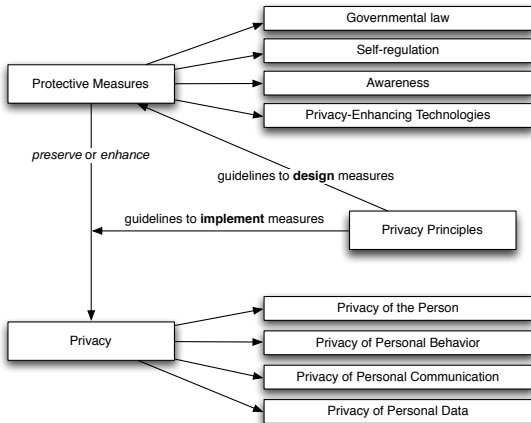 Governmental law
Self-regulation
Protective Measures
Awareness
Privacy-Enhancing Technologies
preserve or enhance
guidelines to design measures
guidelines to implement measures
Privacy Principles
Privacy of the Person
Privacy
Privacy of Personal Behavior
Privacy of Personal Communication
Privacy of Personal Data